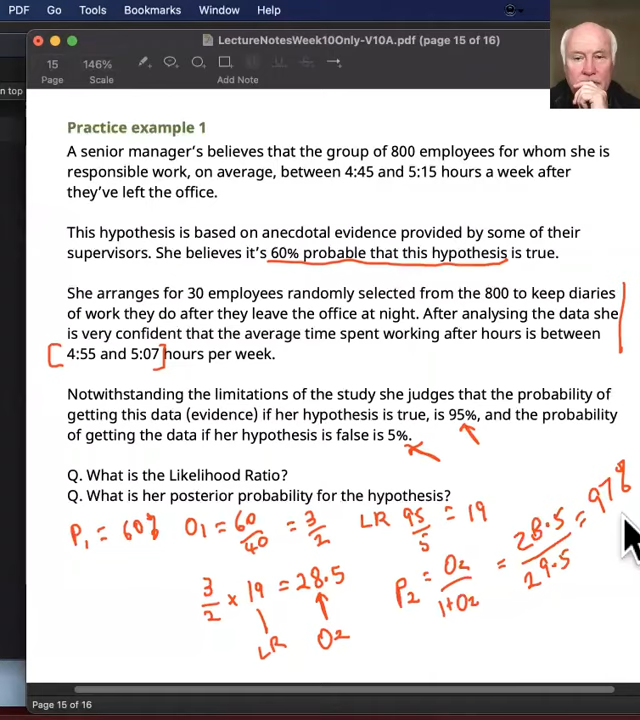 PDF Go Tools Bookmarks Window Help
LectureNotesWeek10Only-V10A.pdf (page 15 of 16)
15 146%
Page Scale Add Note
n top
Practice example 1
A senior manager's believes that the group of 800 employees for whom she is
responsible work, on average, between 4:45 and 5:15 hours a week after
they've left the office.
This hypothesis is based on anecdotal evidence provided by some of their
supervisors. She believes it's 60% probable that this hypothesis is true.
She arranges for 30 employees randomly selected from the 800 to keep diaries
of work they do after they leave the office at night. After analysing the data she
is very confident that the average time spent working after hours is between
[4:55 and 5:07] hours per week.
Notwithstanding the limitations of the study she judges that the probability of
getting this data (evidence) if her hypothesis is true, is 95%, and the probability
of getting the data if her hypothesis is false is 5%.
Q. What is the Likelihood Ratio?
Q. What is her posterior probability for the hypothesis?
P1 = 60% O1 = 60/40 = 3/2 LR 95/5 = 19
3/2 x 19 = 28.5 P2 = O2/1+O2 = 28.5/29.5 = 97%
LR O2
Page 15 of 16